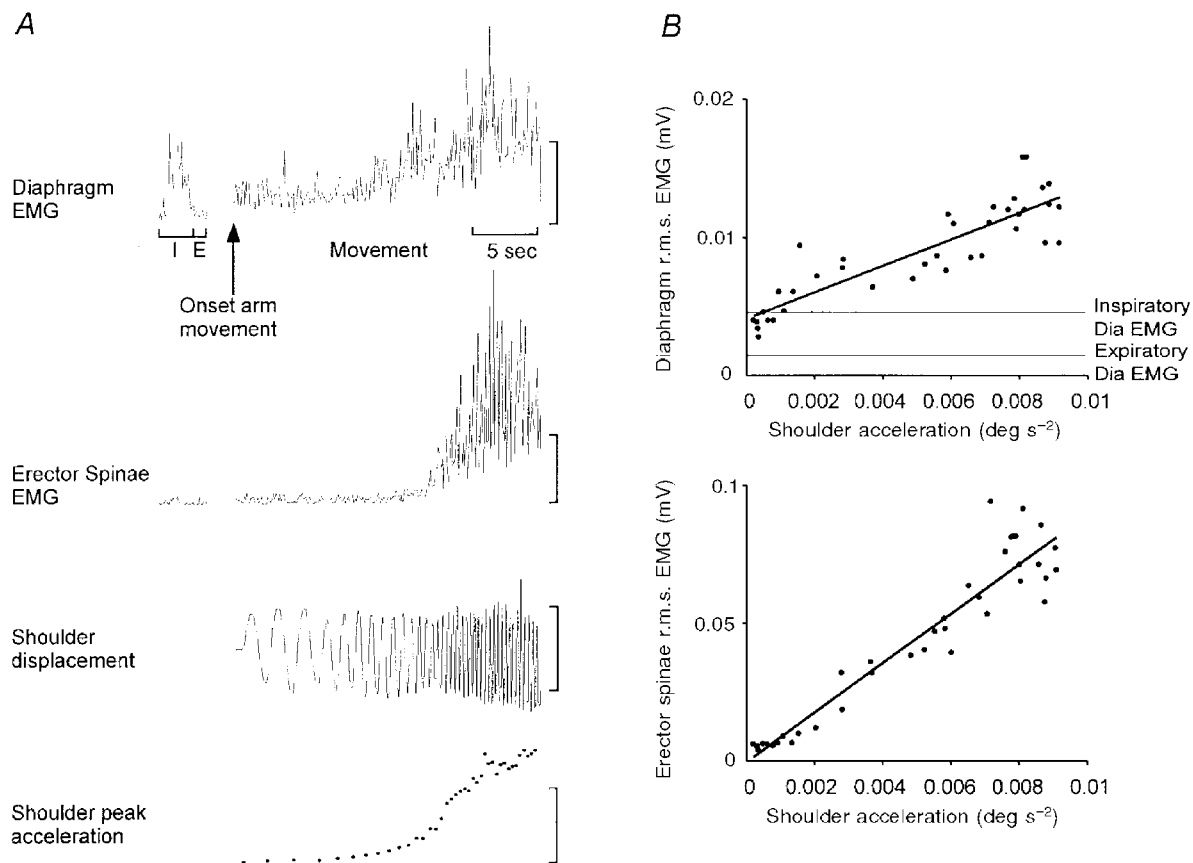 A
Diaphragm
EMG
I E
Movement
5 sec
Onset arm
movement
Erector Spinae
EMG
Shoulder
displacement
Shoulder peak
acceleration
B
Diaphragm r.m.s. EMG (mV)
0.02
0.01
0
Inspiratory
Dia EMG
Expiratory
Dia EMG
0 0.002 0.004 0.006 0.008 0.01
Shoulder acceleration (deg s⁻²)
Erector spinae r.m.s. EMG (mV)
0.1
0.05
0
0 0.002 0.004 0.006 0.008 0.01
Shoulder acceleration (deg s⁻²)